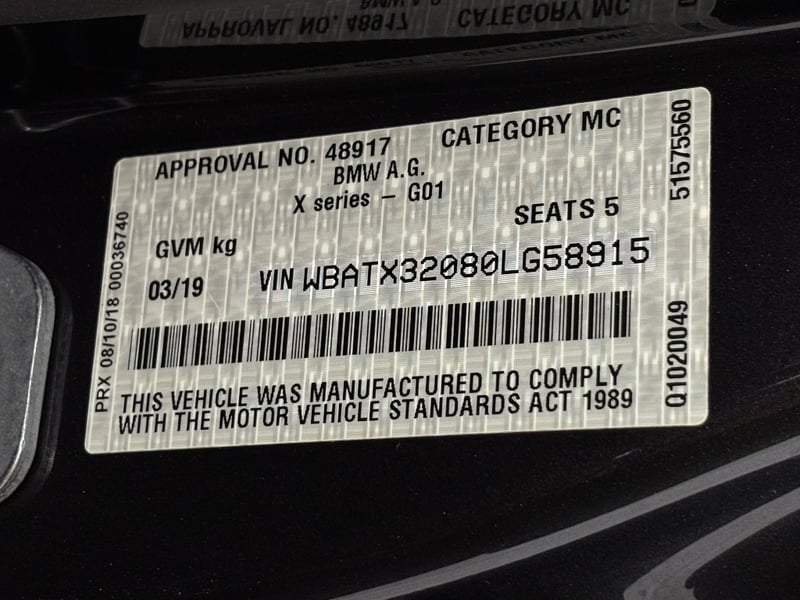 APPROVAL NO. 48917 CATEGORY MC
BMW A.G.
X series – G01
SEATS 5
GVM kg
03/19 VIN WBATX32080LG58915
THIS VEHICLE WAS MANUFACTURED TO COMPLY
WITH THE MOTOR VEHICLE STANDARDS ACT 1989
PRX 08/10/18 00036740
51575560
Q1020049